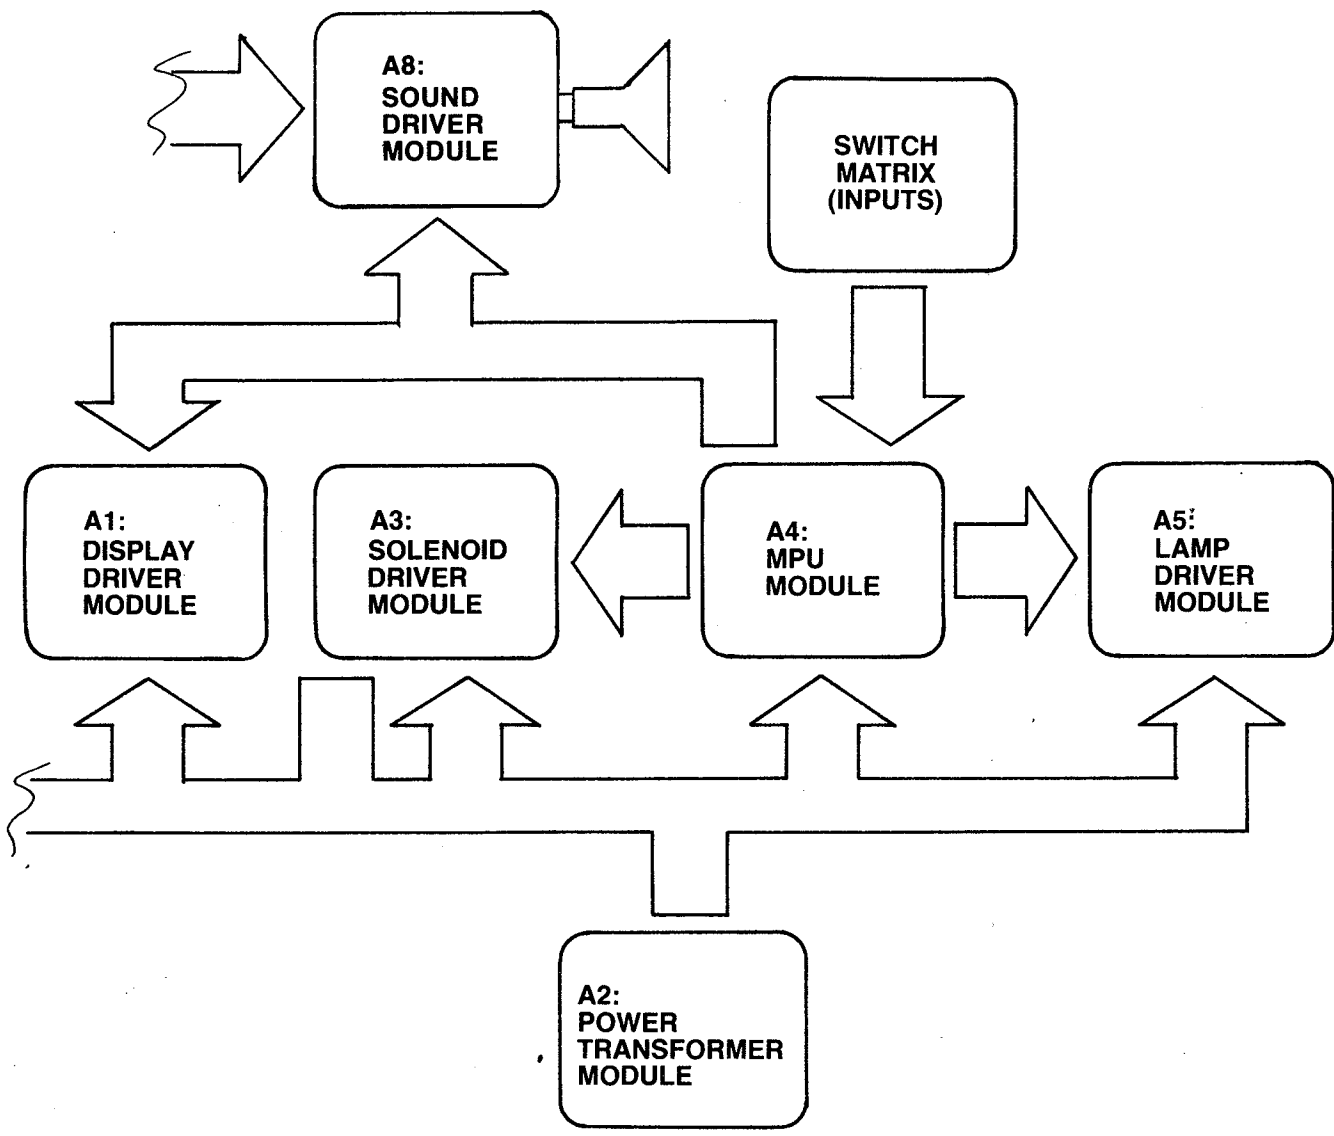 A8:
SOUND
DRIVER
MODULE
SWITCH
MATRIX
(INPUTS)
A1:
DISPLAY
DRIVER
MODULE
A3:
SOLENOID
DRIVER
MODULE
A4:
MPU
MODULE
A5:
LAMP
DRIVER
MODULE
A2:
POWER
TRANSFORMER
MODULE